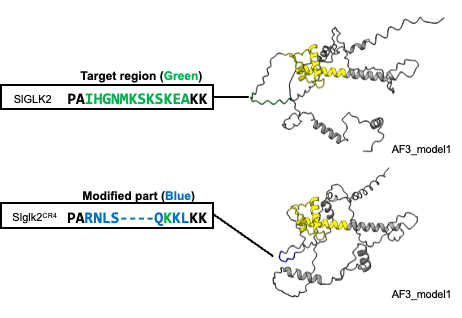 Target region (Green)
SlGLK2 PAIHGNMKSKSKEAKK
AF3_model1
Modified part (Blue)
Slglk2CR4 PARNLS----QKKLKK
AF3_model1